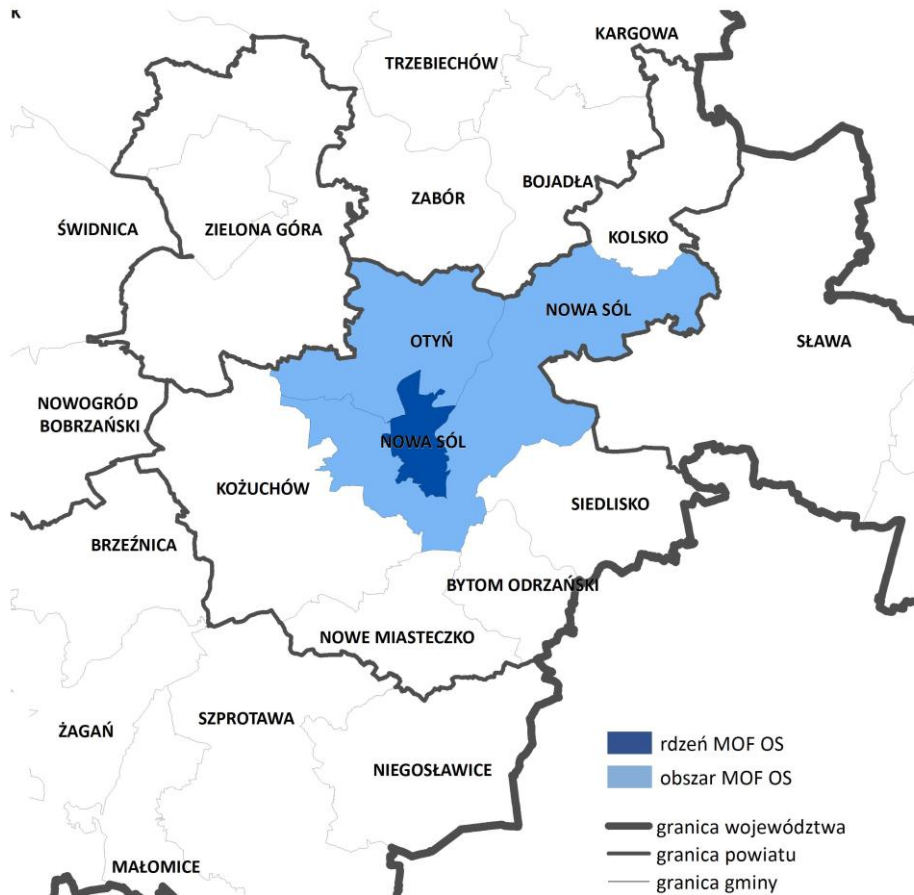 KARGOWA
TRZEBIECHÓW
BOJADŁA
ZABÓR
ŚWIDNICA
ZIELONA GÓRA
KOLSKO
NOWA SÓL
OTYŃ
SŁAWA
NOWOGRÓD
BOBRZAŃSKI
NOWA SÓL
KOŻUCHÓW
SIEDLISKO
BRZEŹNICA
BYTOM ODRZAŃSKI
NOWE MIASTECZKO
SZPROTAWA
ŻAGAŃ
NIEGOSŁAWICE
MAŁOMICE
rdzeń MOF OS
obszar MOF OS
granica województwa
granica powiatu
granica gminy